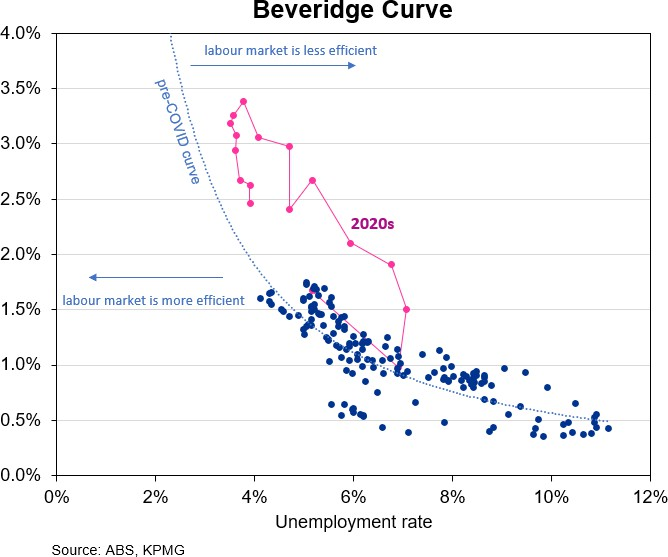 Beveridge Curve
4.0%
3.5%
3.0%
2.5%
2.0%
1.5%
1.0%
0.5%
0.0%
labour market is less efficient
pre-COVID curve
2020s
labour market is more efficient
0%
2%
4%
6%
8%
10%
12%
Unemployment rate
Source: ABS, KPMG